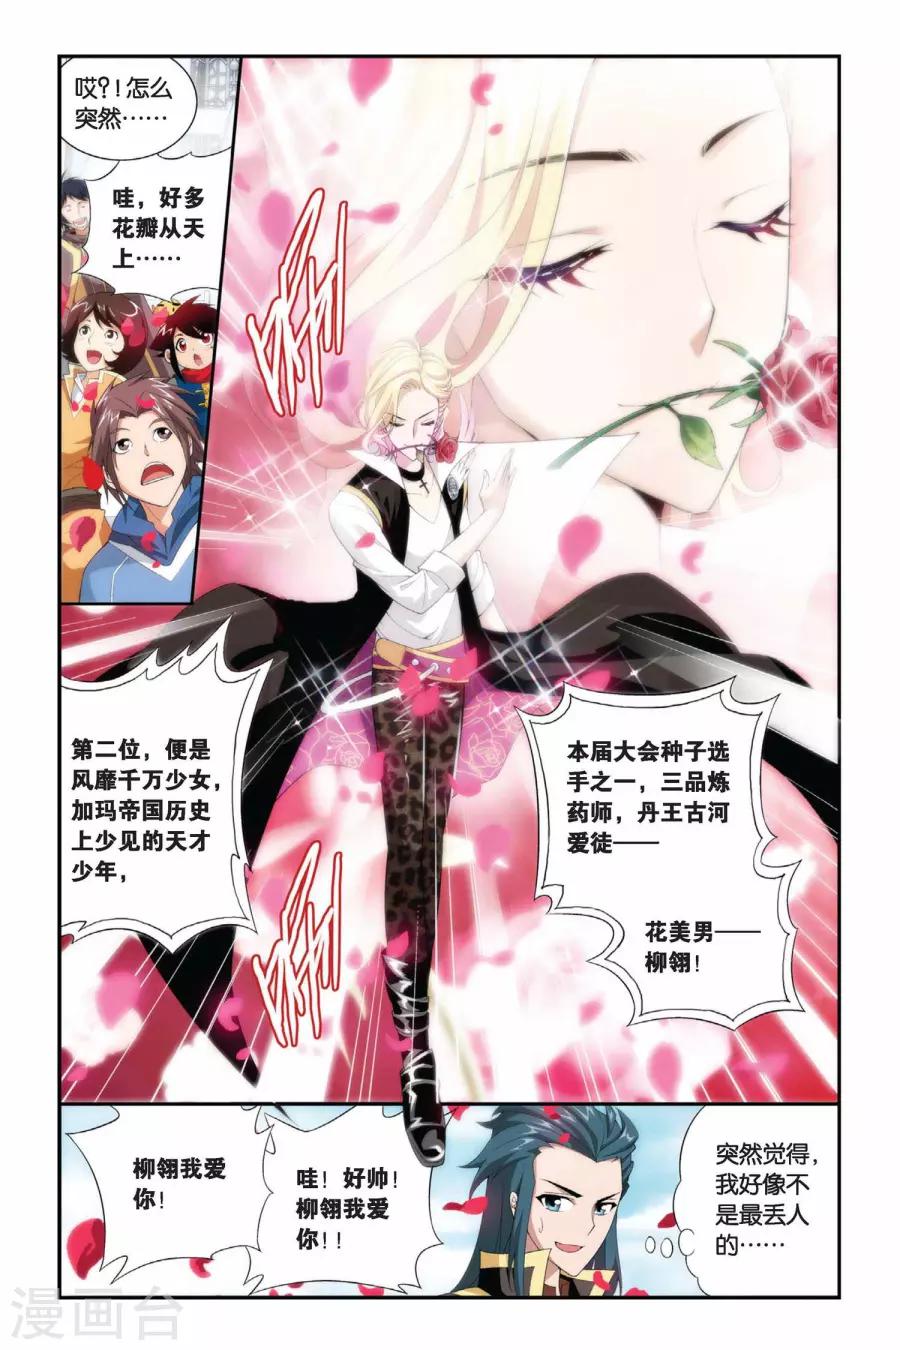 哎？！怎么
突然……
哇，好多
花瓣从天
上……
第二位，便是
风靡千万少女，
加玛帝国历史
上少见的天才
少年，
本届大会种子选
手之一，三品炼
药师，丹王古河
爱徒——
花美男——
柳翎！
柳翎我爱
你！
哇！好帅！
柳翎我爱
你！！
突然觉得，
我好像不
是最丢人
的……
漫画台